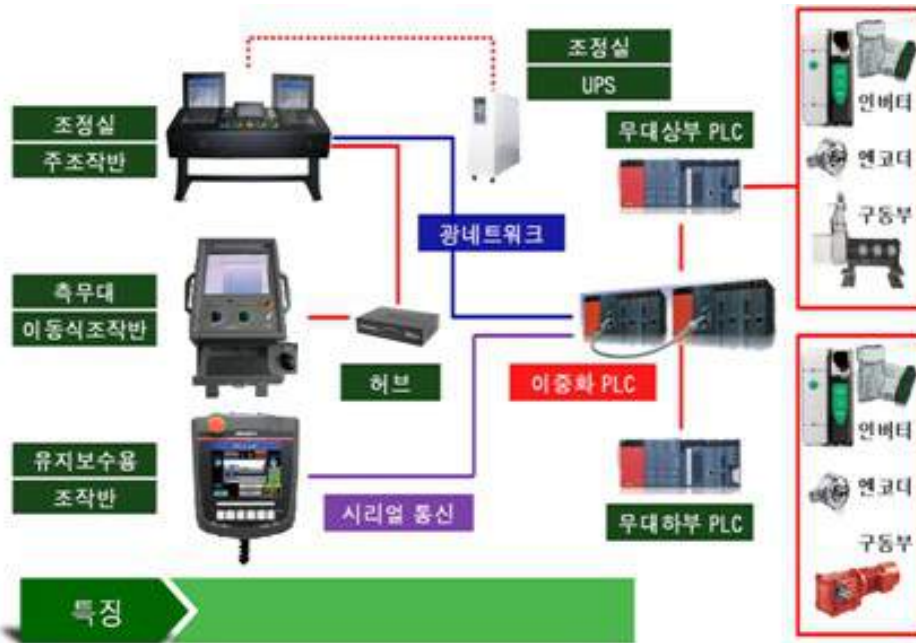 조정실
UPS
조정실
주조작반
무대상부 PLC
인버터
엔코더
구동부
광네트워크
측무대
이동식조작반
허브
이중화 PLC
인버터
엔코더
구동부
유지보수용
조작반
시리얼 통신
무대하부 PLC
특징